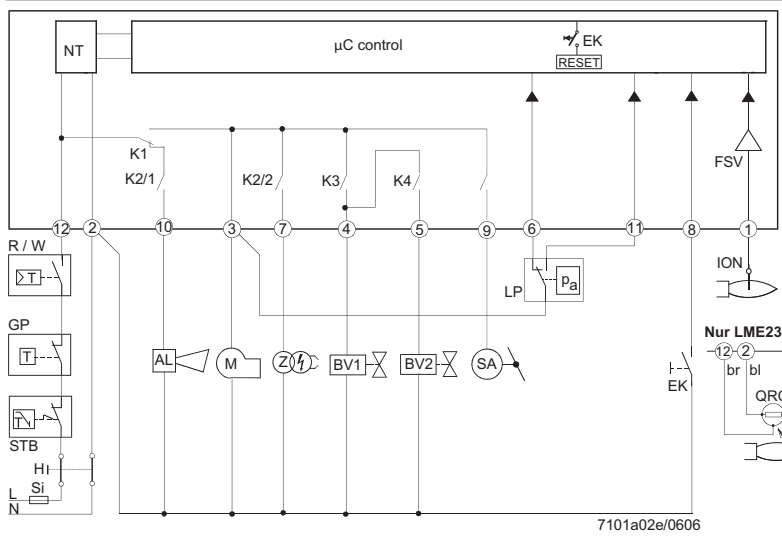 NT
µC control
EK
RESET
FSV
K1
K2/1
K2/2
K3
K4
12
2
10
3
7
4
5
9
6
11
8
1
R / W
T
LP
pa
ION
GP
T
AL
M
Z
BV1
BV2
SA
EK
Nur LME23
12
2
br
bl
STB
T
H
L
Si
N
7101a02e/0606